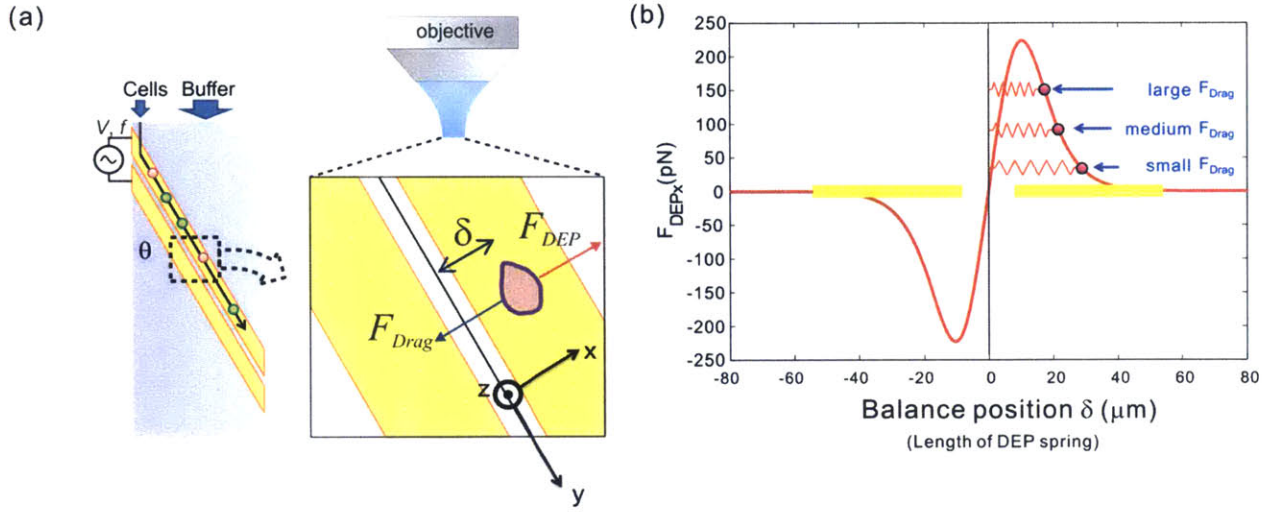 (a)
objective
Cells Buffer
V, f
θ
δ
F_DEP
F_Drag
x
z
y
(b)
F_DEPx(pN)
250
200
150
100
50
0
-50
-100
-150
-200
-250
large F_Drag
medium F_Drag
small F_Drag
-80 -60 -40 -20 0 20 40 60 80
Balance position δ (μm)
(Length of DEP spring)